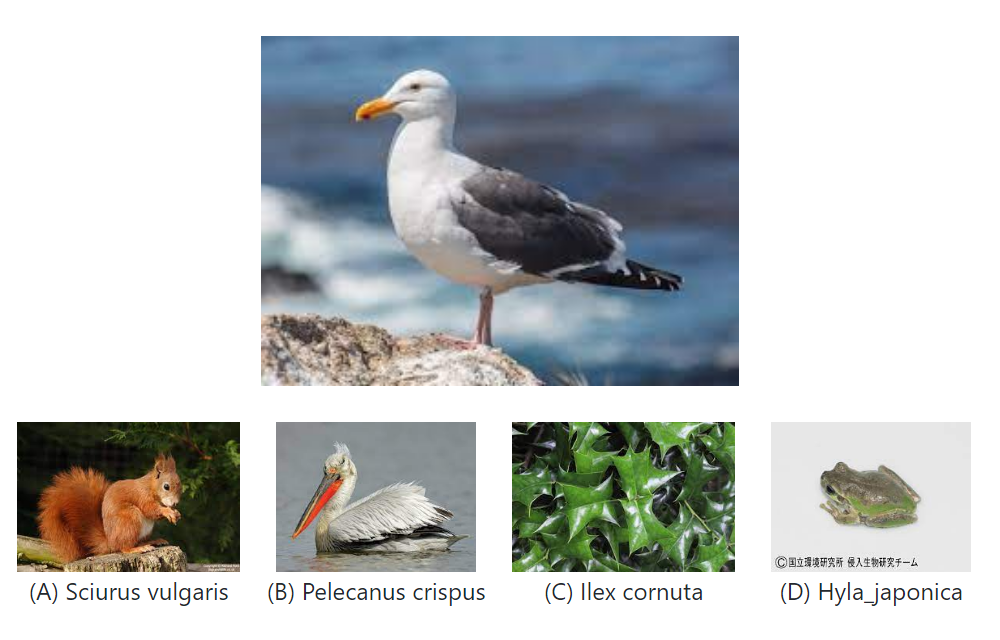 ©国立環境研究所 侵入生物研究チーム
(A) Sciurus vulgaris
(B) Pelecanus crispus
(C) Ilex cornuta
(D) Hyla_japonica